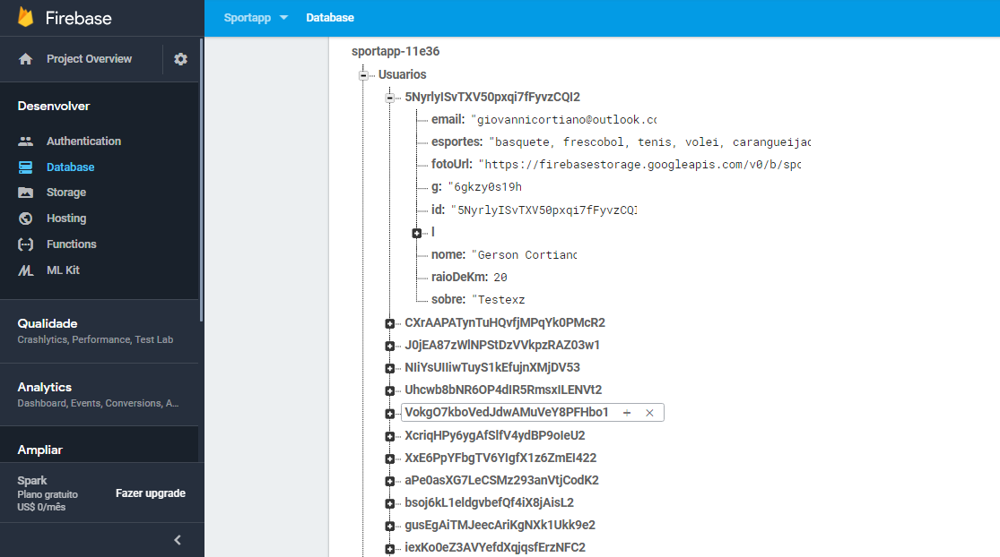 Firebase
Sportapp Database
Project Overview
Desenvolver
Authentication
Database
Storage
Hosting
Functions
ML Kit
Qualidade
Crashlytics, Performance, Test Lab
Analytics
Dashboard, Events, Conversions, A...
Ampliar
Spark
Plano gratuito
US$ 0/mês
Fazer upgrade
sportapp-11e36
Usuarios
5NyrlyISvTXV50pxqi7fFyvzCQI2
email: "giovannicortiano@outlook.cc
esportes: "basquete, frescobol, tenis, volei, carangueijac
fotoUrl: "https://firebasestorage.googleapis.com/v0/b/spc
g: "6gkzy0s19h
id: "5NyrlyISvTXV50pxqi7fFyvzCQI
l
nome: "Gerson Cortianc
raioDeKm: 20
sobre: "Testexz
CXrAAPATynTuHQvfjMPqYk0PMcR2
J0jEA87zWlNPStDzVVkpzRAZ03w1
NIiYsUIIiwTuyS1kEfujnXMjDV53
Uhcwb8bNR6OP4dIR5RmsxILENVt2
VokgO7kboVedJdwAMuVeY8PFHbo1
XcriqHPy6ygAfSlfV4ydBP9oIeU2
XxE6PpYFbgTV6YIgfX1z6ZmEI422
aPe0asXG7LeCSMz293anVtjCodK2
bsoj6kL1eldgvbefQf4iX8jAisL2
gusEgAiTMJeecAriKgNXk1Ukk9e2
iexKo0eZ3AVYefdXqjqsfErzNFC2